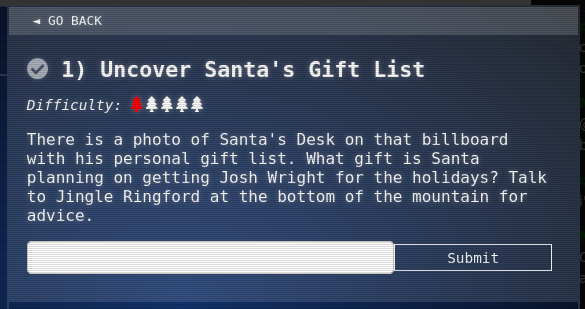 ◄ GO BACK
1) Uncover Santa's Gift List
Difficulty:
There is a photo of Santa's Desk on that billboard
with his personal gift list. What gift is Santa
planning on getting Josh Wright for the holidays? Talk
to Jingle Ringford at the bottom of the mountain for
advice.
Submit